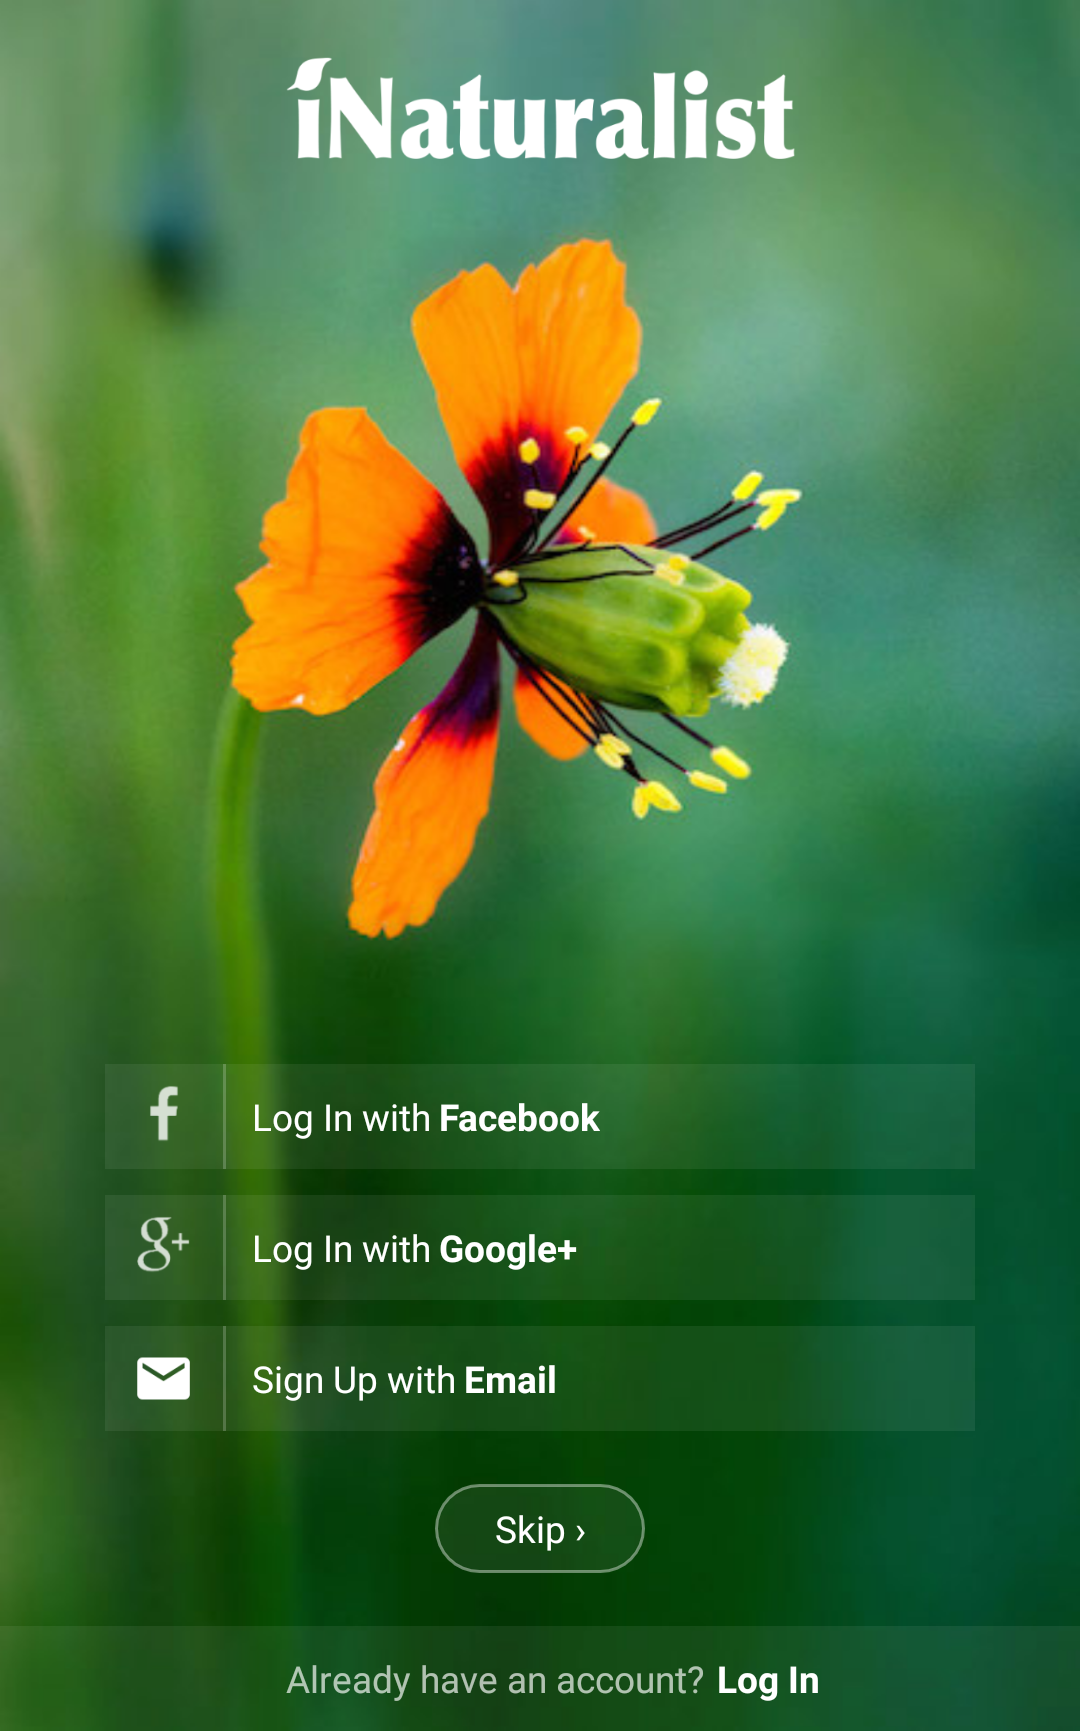 iNaturalist
Log In with Facebook
Log In with Google+
Sign Up with Email
Skip ›
Already have an account? Log In